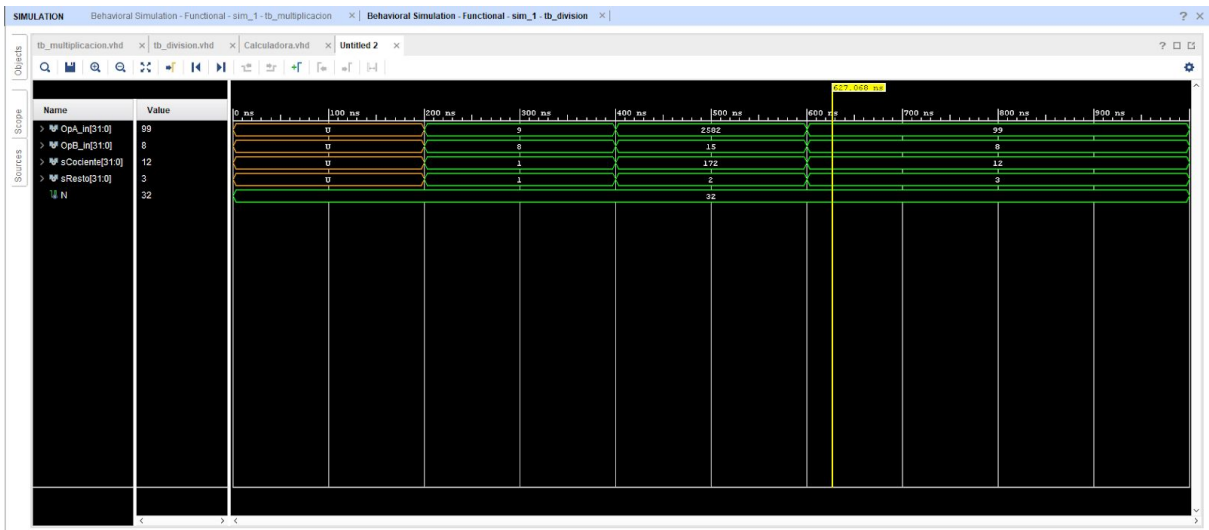 SIMULATION Behavioral Simulation - Functional - sim_1 - tb_multiplicacion × Behavioral Simulation - Functional - sim_1 - tb_division × ? ×
tb_multiplicacion.vhd × tb_division.vhd × Calculadora.vhd × Untitled 2 × ?
Objects
Scope
Sources
627.068 ns
Name Value 0 ns 100 ns 200 ns 300 ns 400 ns 500 ns 600 ns 700 ns 800 ns 900 ns
OpA_in[31:0] 99 U 9 2582 99
OpB_in[31:0] 8 U 8 15 8
sCociente[31:0] 12 U 1 172 12
sResto[31:0] 3 U 1 2 3
N 32 32